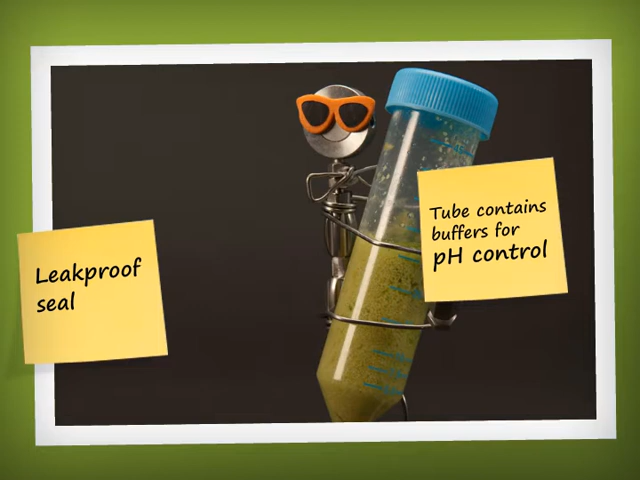 Leakproof
seal
Tube contains
buffers for
pH control